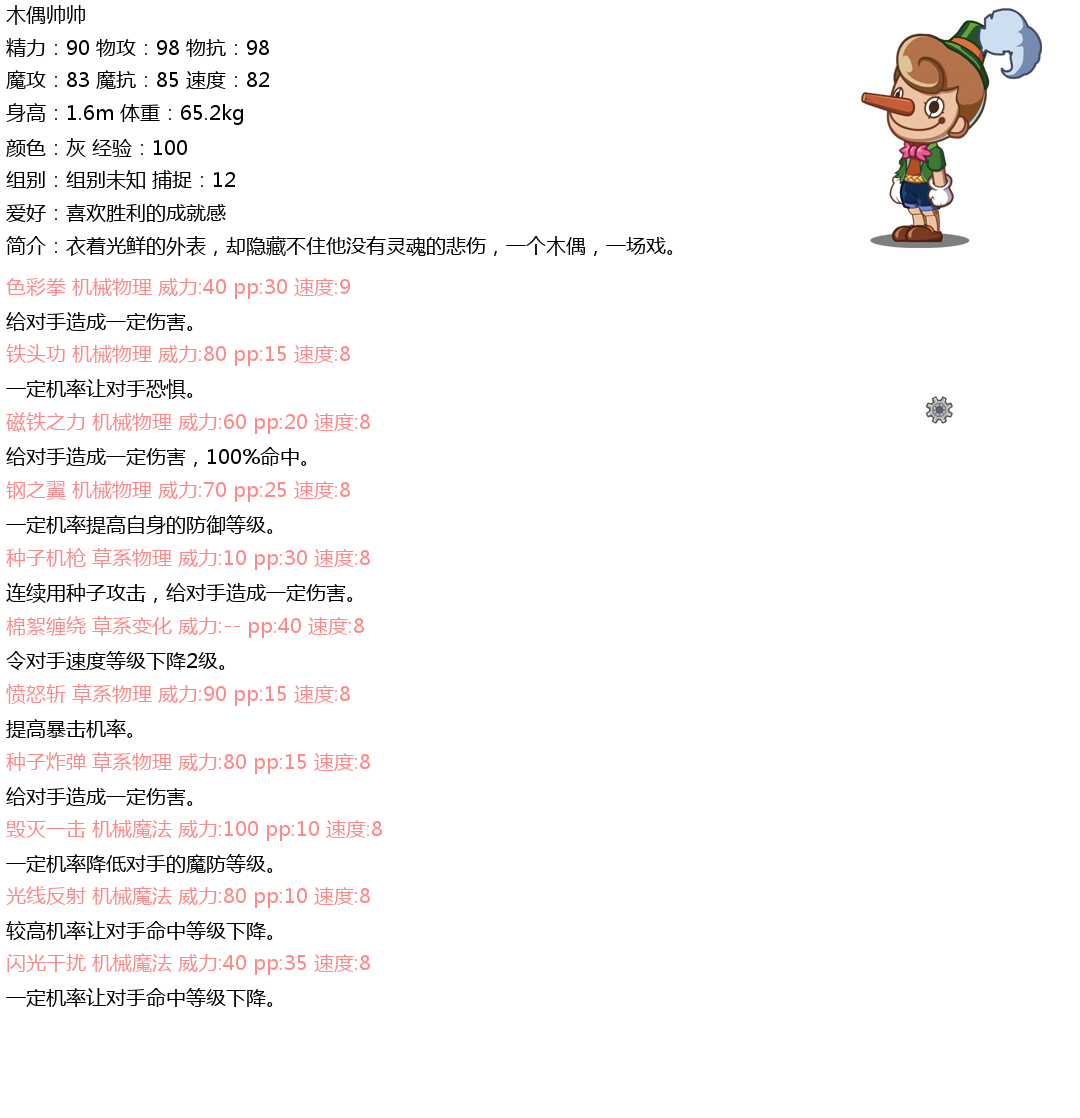 木偶帅帅
精力：90 物攻：98 物抗：98
魔攻：83 魔抗：85 速度：82
身高：1.6m 体重：65.2kg
颜色：灰 经验：100
组别：组别未知 捕捉：12
爱好：喜欢胜利的成就感
简介：衣着光鲜的外表，却隐藏不住他没有灵魂的悲伤，一个木偶，一场戏。
色彩拳 机械物理 威力:40 pp:30 速度:9
给对手造成一定伤害。
铁头功 机械物理 威力:80 pp:15 速度:8
一定机率让对手恐惧。
磁铁之力 机械物理 威力:60 pp:20 速度:8
给对手造成一定伤害，100%命中。
钢之翼 机械物理 威力:70 pp:25 速度:8
一定机率提高自身的防御等级。
种子机枪 草系物理 威力:10 pp:30 速度:8
连续用种子攻击，给对手造成一定伤害。
棉絮缠绕 草系变化 威力:-- pp:40 速度:8
令对手速度等级下降2级。
愤怒斩 草系物理 威力:90 pp:15 速度:8
提高暴击机率。
种子炸弹 草系物理 威力:80 pp:15 速度:8
给对手造成一定伤害。
毁灭一击 机械魔法 威力:100 pp:10 速度:8
一定机率降低对手的魔防等级。
光线反射 机械魔法 威力:80 pp:10 速度:8
较高机率让对手命中等级下降。
闪光干扰 机械魔法 威力:40 pp:35 速度:8
一定机率让对手命中等级下降。